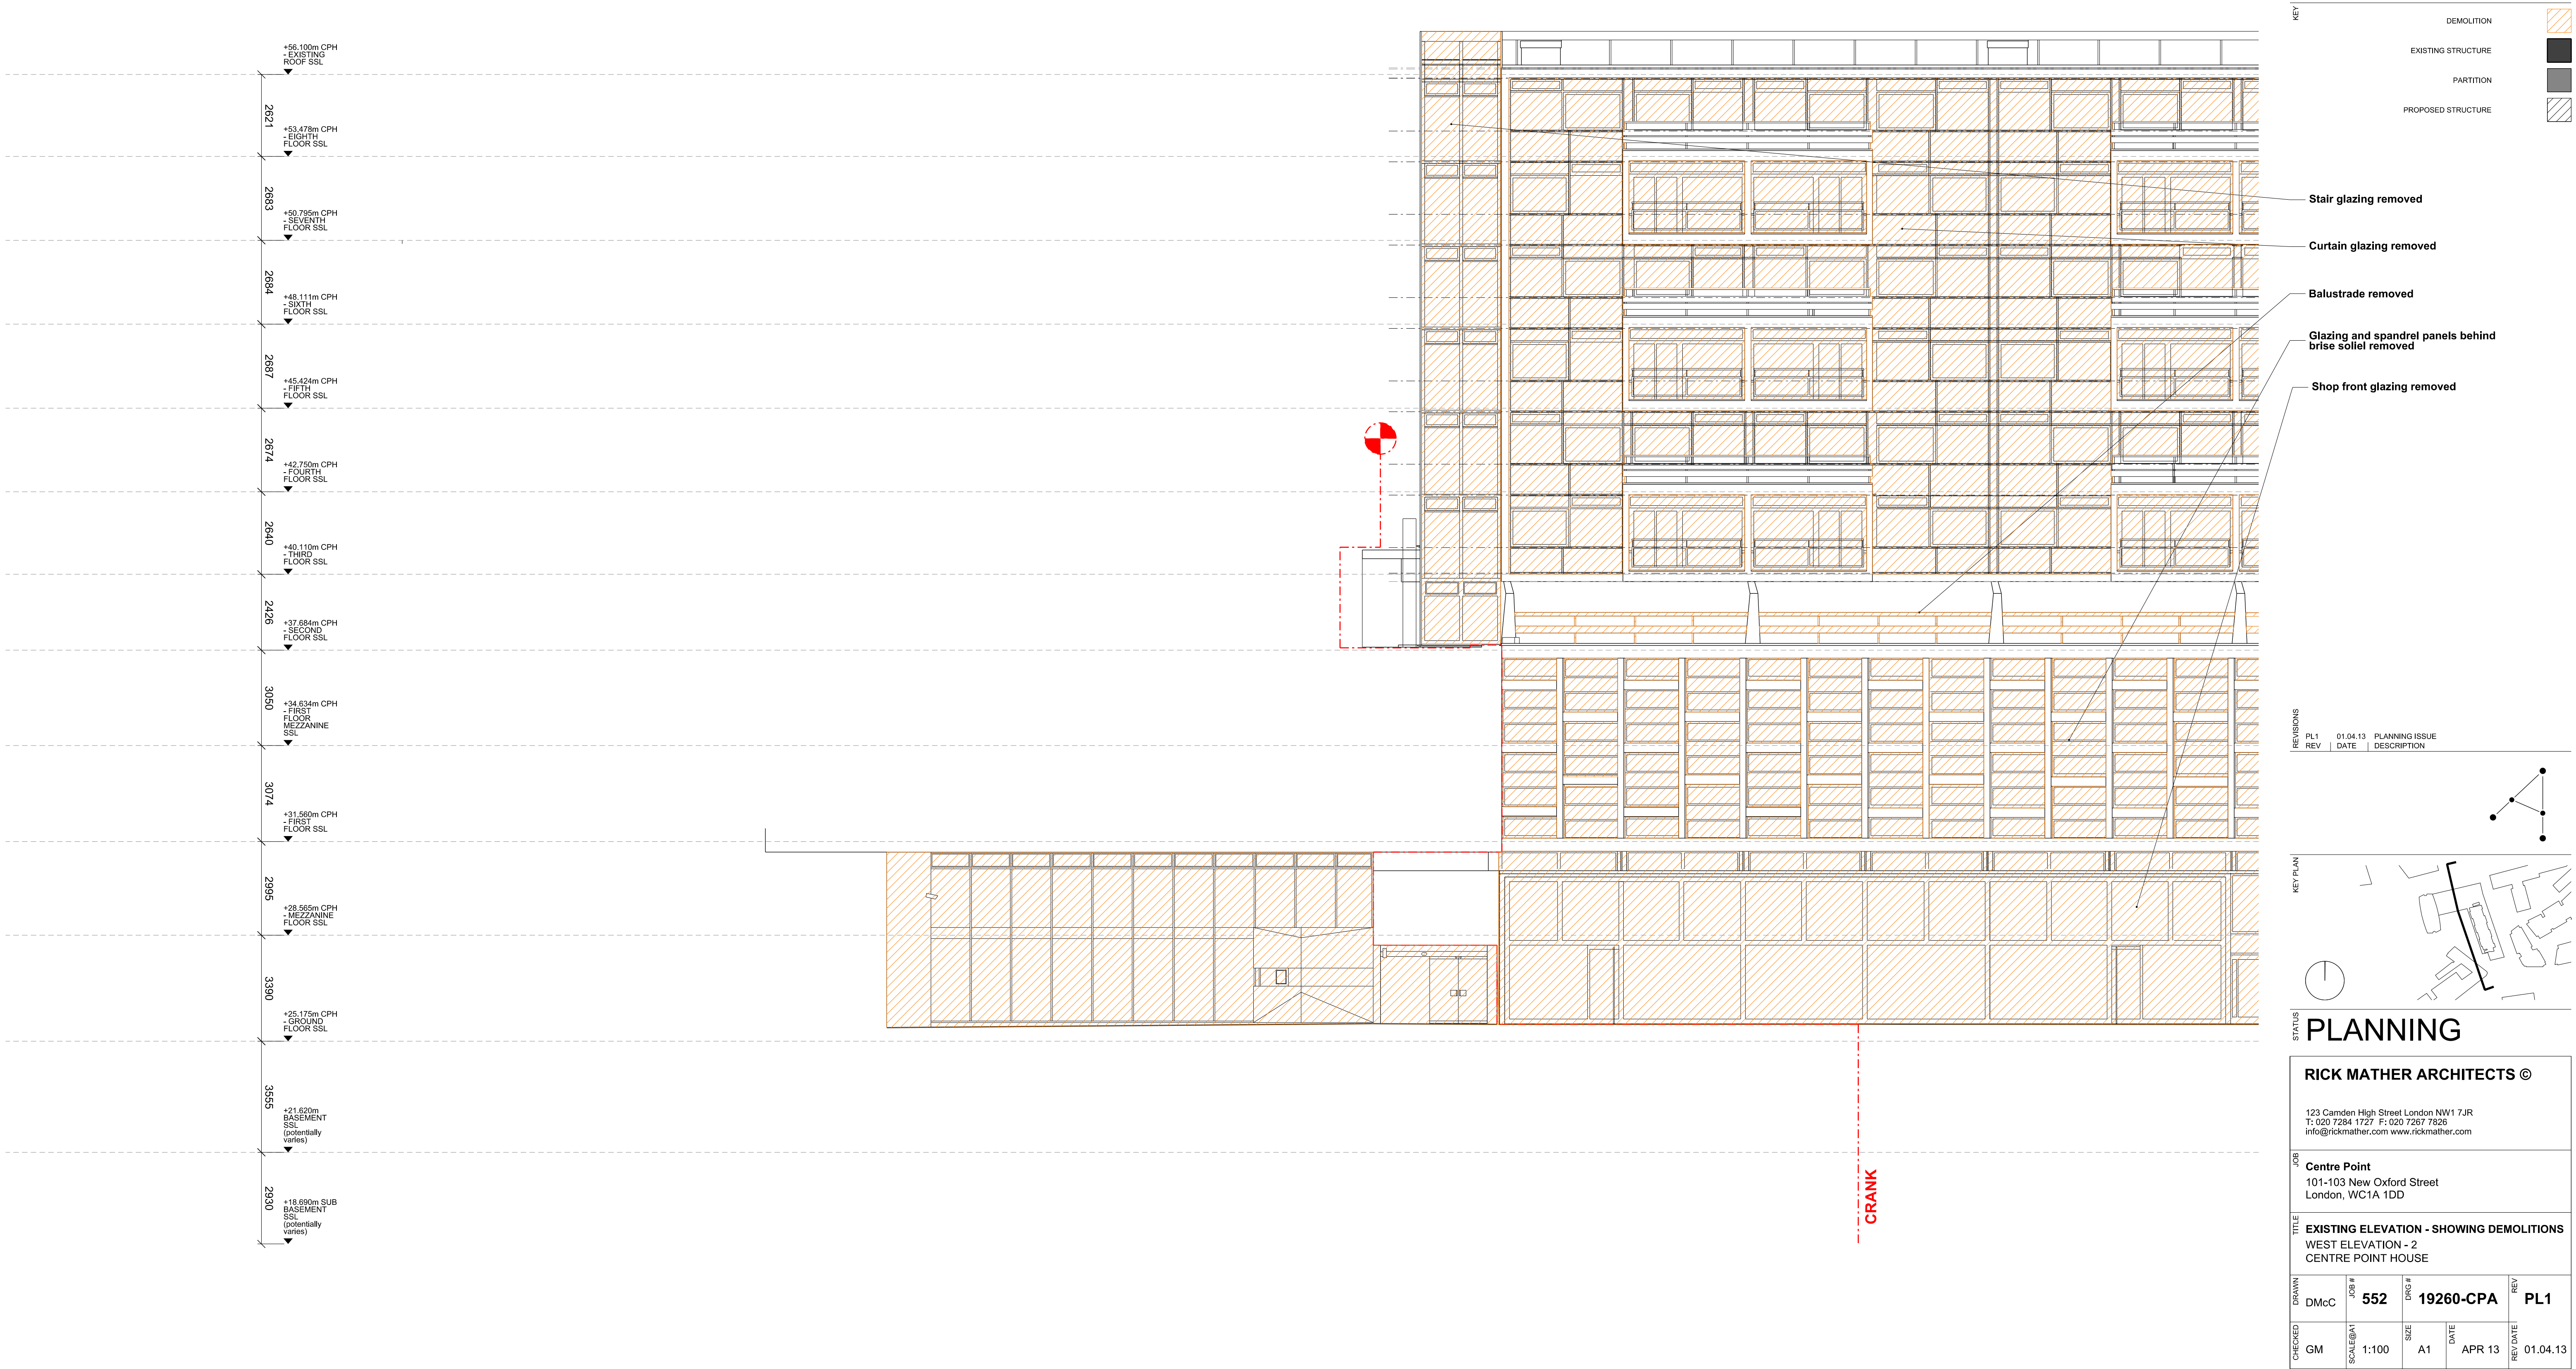 +56.100m CPH
- EXISTING
ROOF SSL
2621
+53.478m CPH
- EIGHTH
FLOOR SSL
2683
+50.795m CPH
- SEVENTH
FLOOR SSL
2684
+48.111m CPH
- SIXTH
FLOOR SSL
2687
+45.424m CPH
- FIFTH
FLOOR SSL
2674
+42.750m CPH
- FOURTH
FLOOR SSL
2640
+40.110m CPH
- THIRD
FLOOR SSL
2426
+37.684m CPH
- SECOND
FLOOR SSL
3050
+34.634m CPH
- FIRST
FLOOR
MEZZANINE
SSL
3074
+31.560m CPH
- FIRST
FLOOR SSL
2995
+28.565m CPH
- MEZZANINE
FLOOR SSL
3390
+25.175m CPH
- GROUND
FLOOR SSL
3555
+21.620m
BASEMENT
SSL
(potentially
varies)
2930
+18.690m SUB
BASEMENT
SSL
(potentially
varies)
CRANK
KEY
DEMOLITION
EXISTING STRUCTURE
PARTITION
PROPOSED STRUCTURE
Stair glazing removed
Curtain glazing removed
Balustrade removed
Glazing and spandrel panels behind
brise soliel removed
Shop front glazing removed
REVISIONS
PL1 01.04.13 PLANNING ISSUE
REV DATE DESCRIPTION
KEY PLAN
STATUS
PLANNING
RICK MATHER ARCHITECTS ©
123 Camden High Street London NW1 7JR
T: 020 7284 1727 F: 020 7267 7826
info@rickmather.com www.rickmather.com
JOB
Centre Point
101-103 New Oxford Street
London, WC1A 1DD
TITLE
EXISTING ELEVATION - SHOWING DEMOLITIONS
WEST ELEVATION - 2
CENTRE POINT HOUSE
DRAWN DMcC JOB # 552 DRG # 19260-CPA REV PL1
CHECKED GM SCALE@A1 1:100 SIZE A1 DATE APR 13 REV DATE 01.04.13